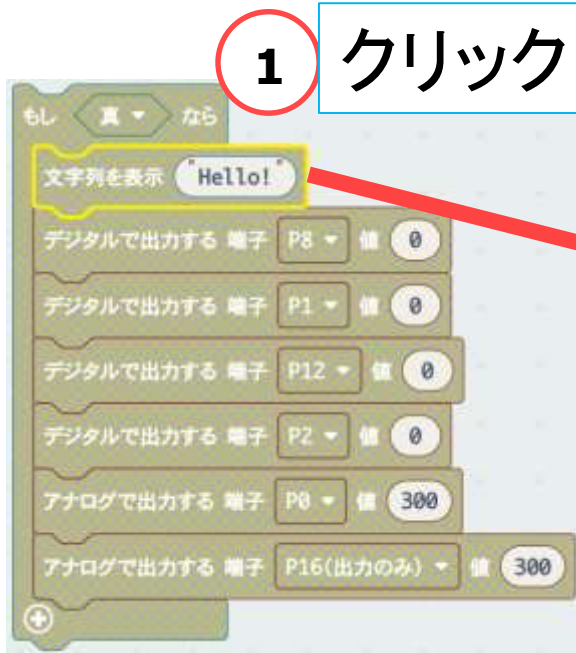 1 クリック
もし 真 なら
文字列を表示 "Hello!"
デジタルで出力する 端子 P8 値 0
デジタルで出力する 端子 P1 値 0
デジタルで出力する 端子 P12 値 0
デジタルで出力する 端子 P2 値 0
アナログで出力する 端子 P0 値 300
アナログで出力する 端子 P16(出力のみ) 値 300